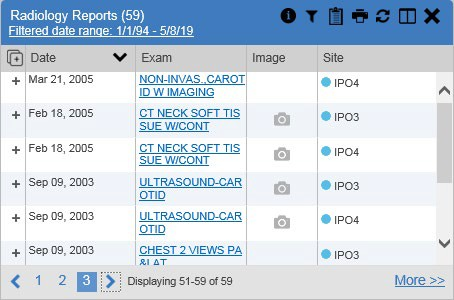 Radiology Reports (59)
Filtered date range: 1/1/94 - 5/8/19
Date Exam Image Site
Mar 21, 2005 NON-INVAS.,CAROT IPO4
ID W IMAGING
Feb 18, 2005 CT NECK SOFT TIS IPO3
SUE W/CONT
Feb 18, 2005 CT NECK SOFT TIS IPO4
SUE W/CONT
Sep 09, 2003 ULTRASOUND-CAR IPO3
OTID
Sep 09, 2003 ULTRASOUND-CAR IPO4
OTID
Sep 09, 2003 CHEST 2 VIEWS PA IPO3
&LAT
1 2 3 Displaying 51-59 of 59 More >>